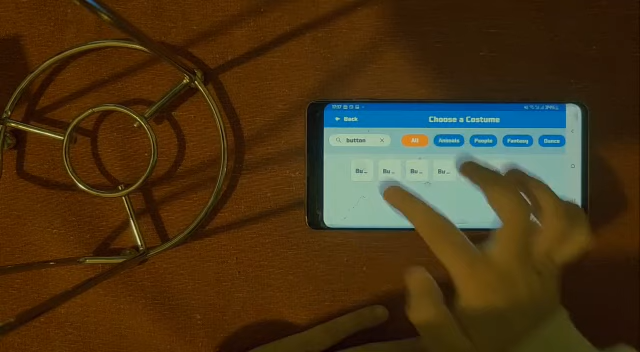 Back
Choose a Costume
button
All
Animals
People
Fantasy
Dance
Bu...
Bu...
Bu...
Bu...